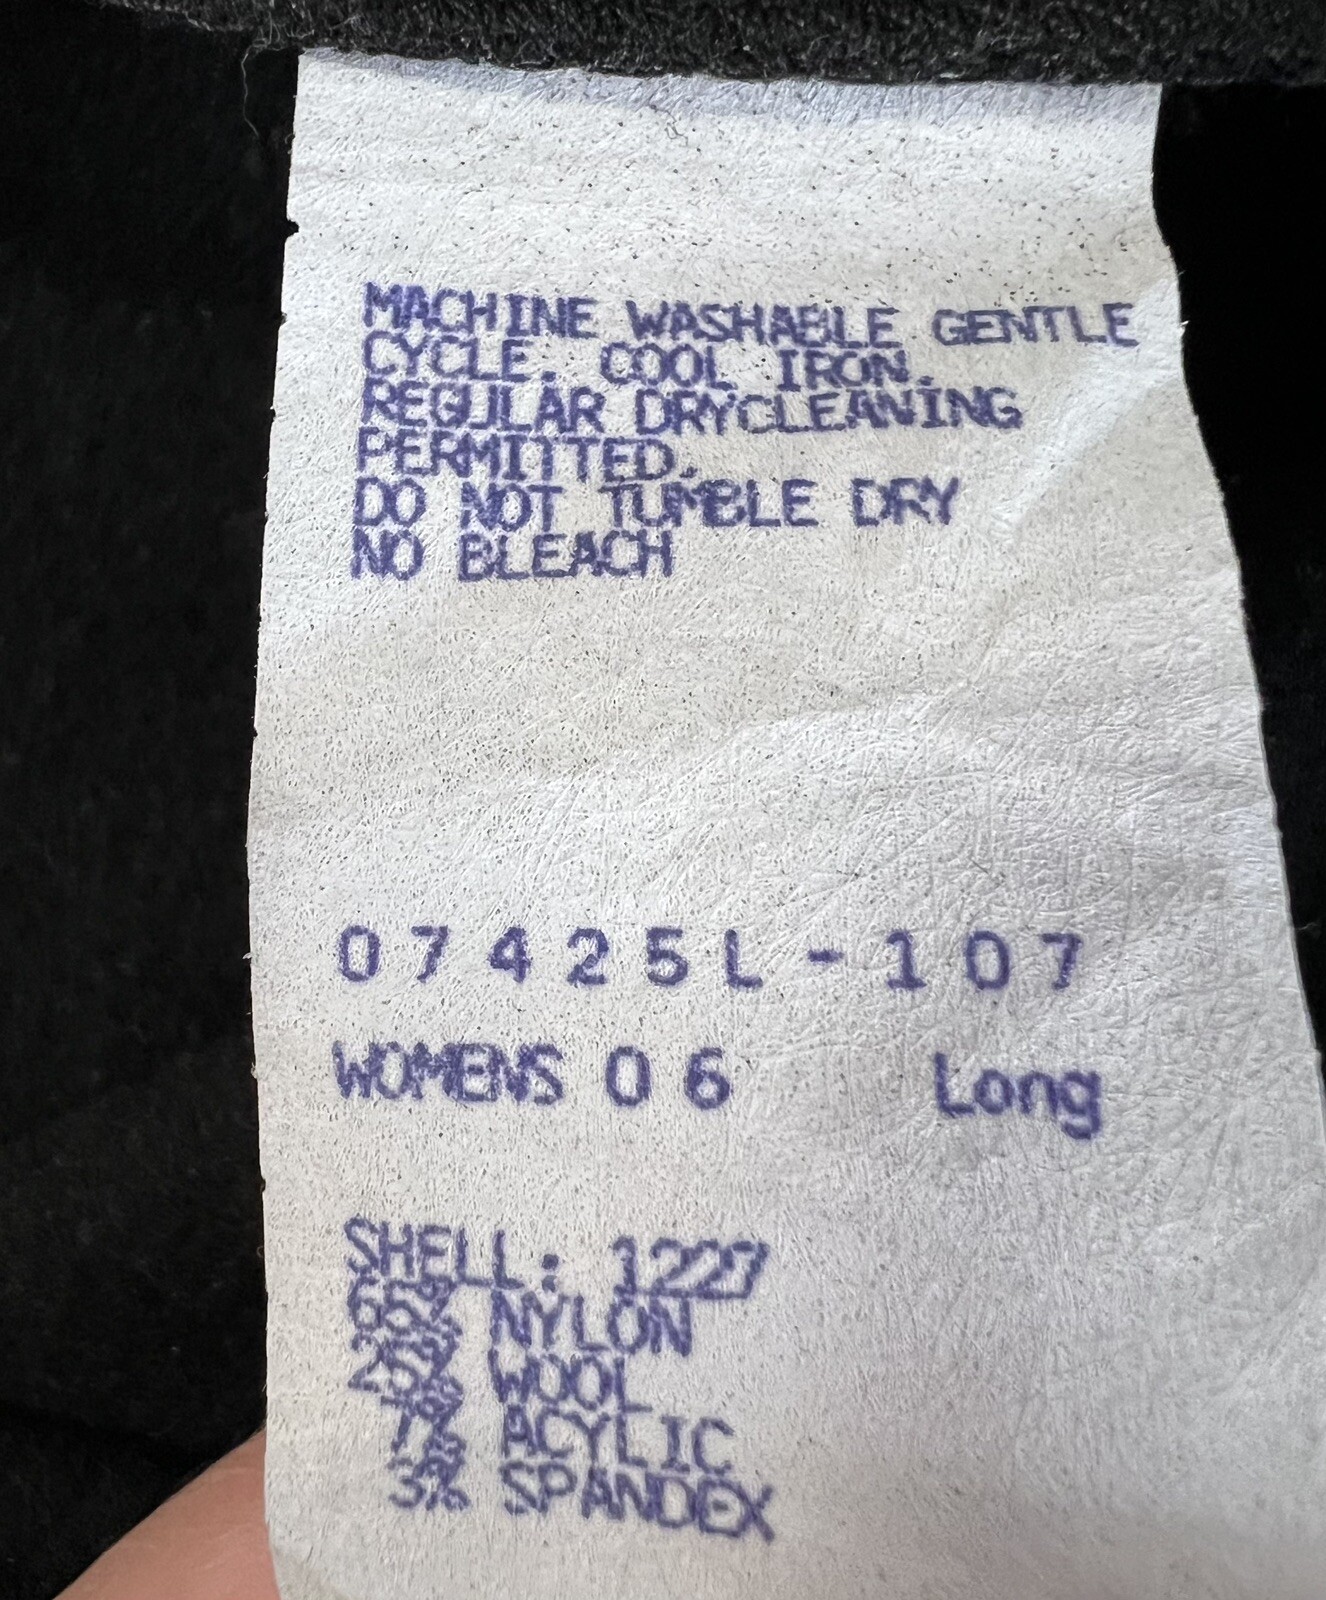 MACHINE WASHABLE GENTLE
CYCLE. COOL IRON.
REGULAR DRYCLEANING
PERMITTED.
DO NOT TUMBLE DRY
NO BLEACH
07425L-107
WOMENS 06 Long
SHELL: 1227
65% NYLON
25% WOOL
7% ACYLIC
3% SPANDEX